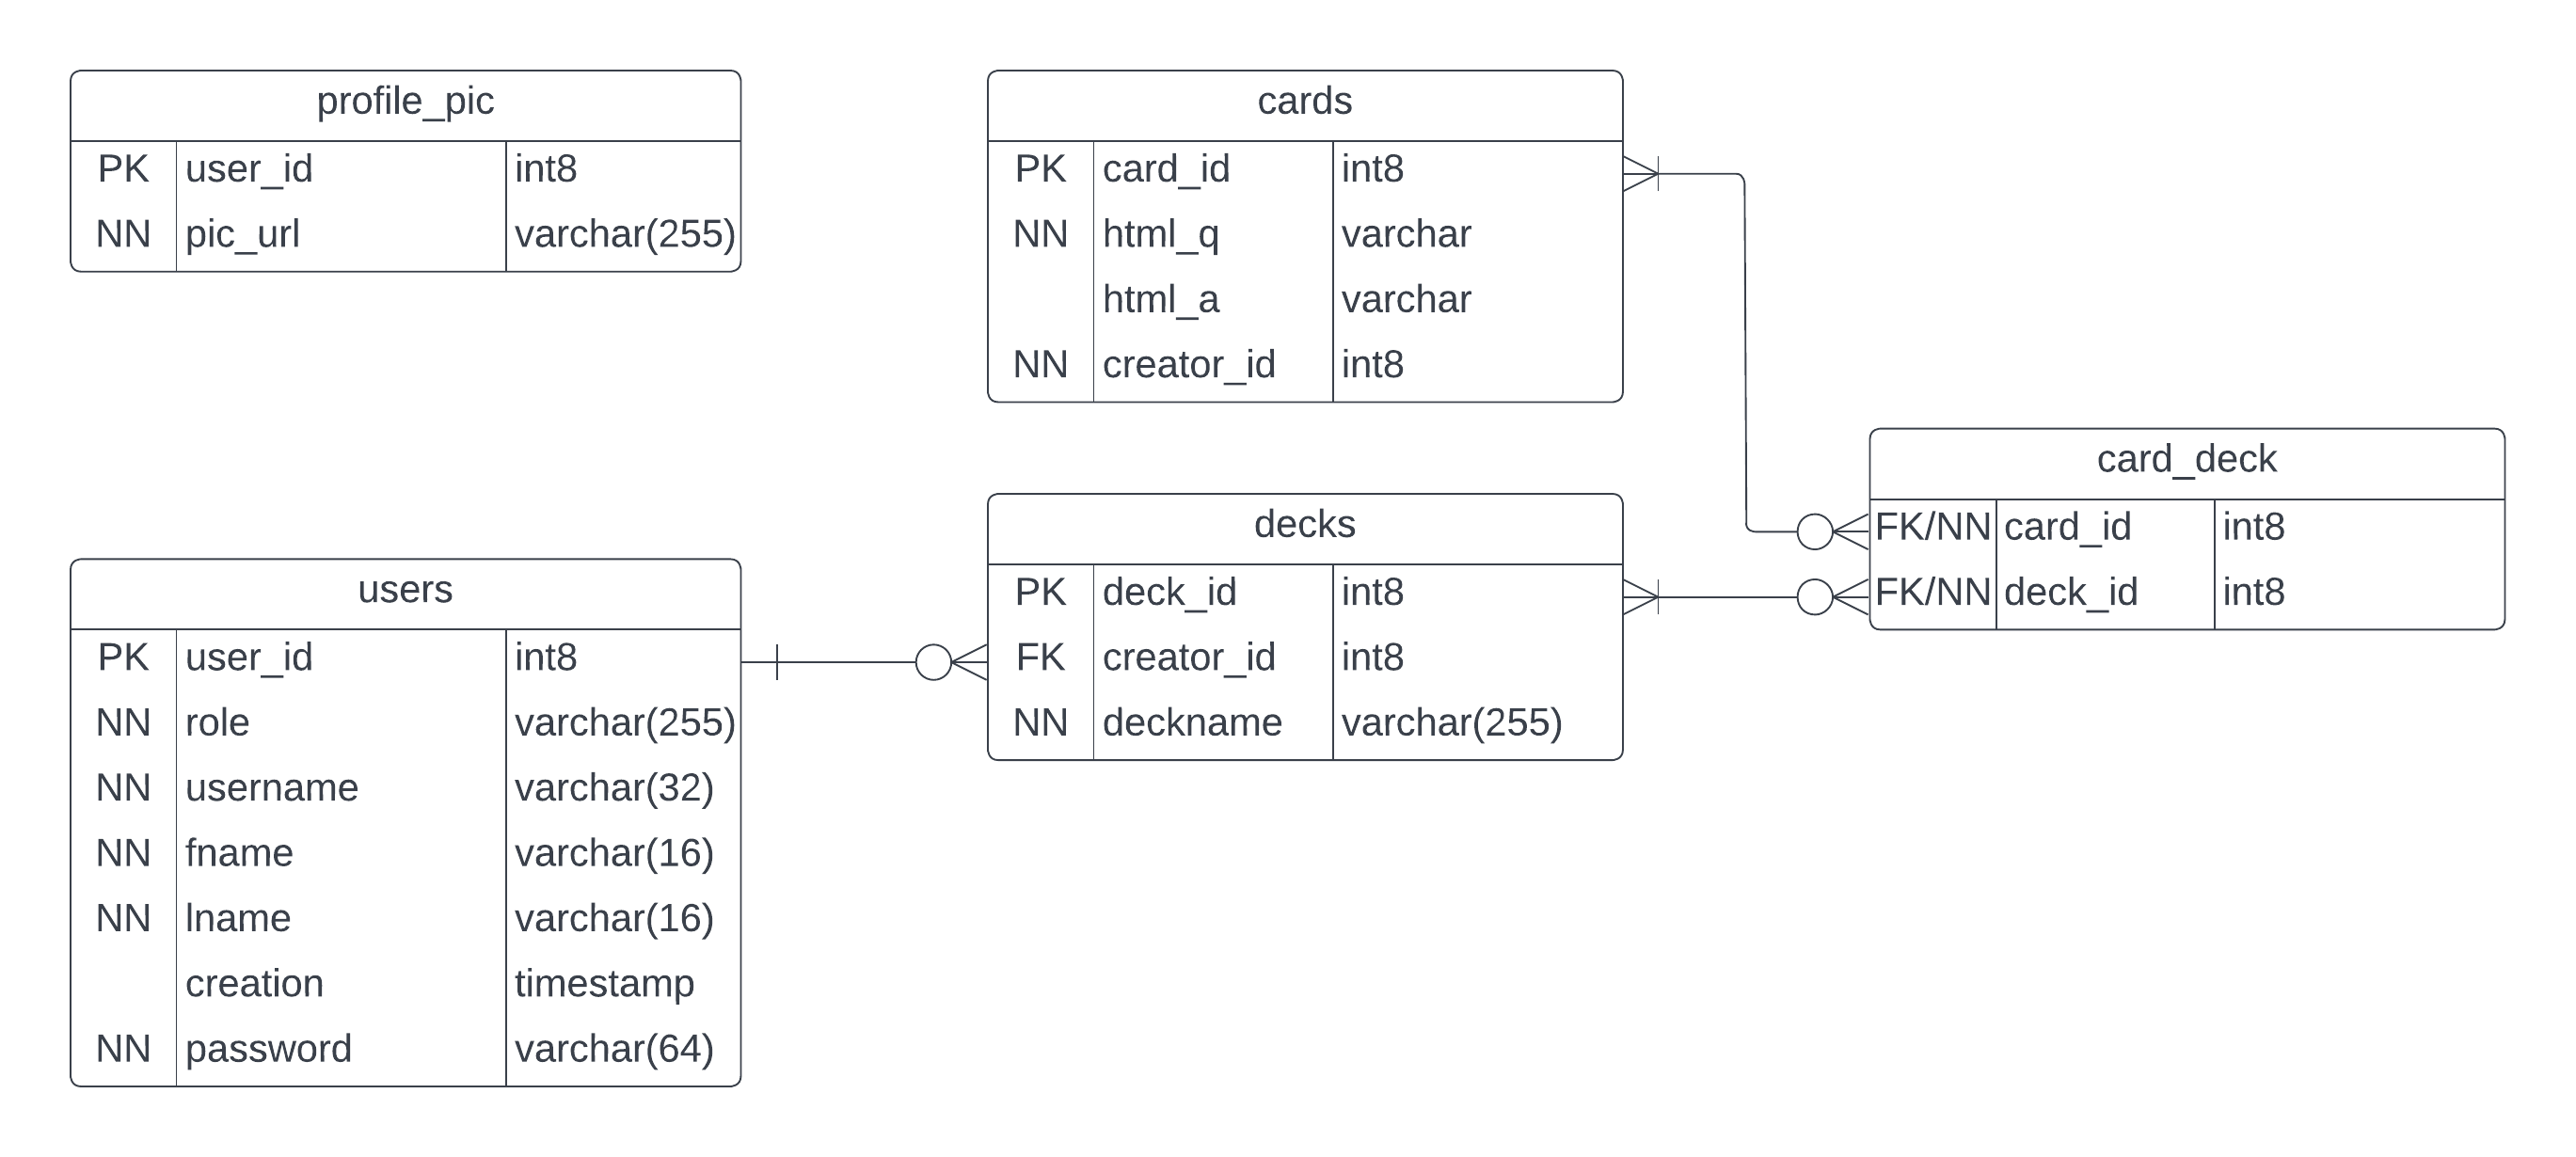 profile_pic
PK user_id int8
NN pic_url varchar(255)
cards
PK card_id int8
NN html_q varchar
html_a varchar
NN creator_id int8
card_deck
FK/NN card_id int8
FK/NN deck_id int8
decks
PK deck_id int8
FK creator_id int8
NN deckname varchar(255)
users
PK user_id int8
NN role varchar(255)
NN username varchar(32)
NN fname varchar(16)
NN lname varchar(16)
creation timestamp
NN password varchar(64)